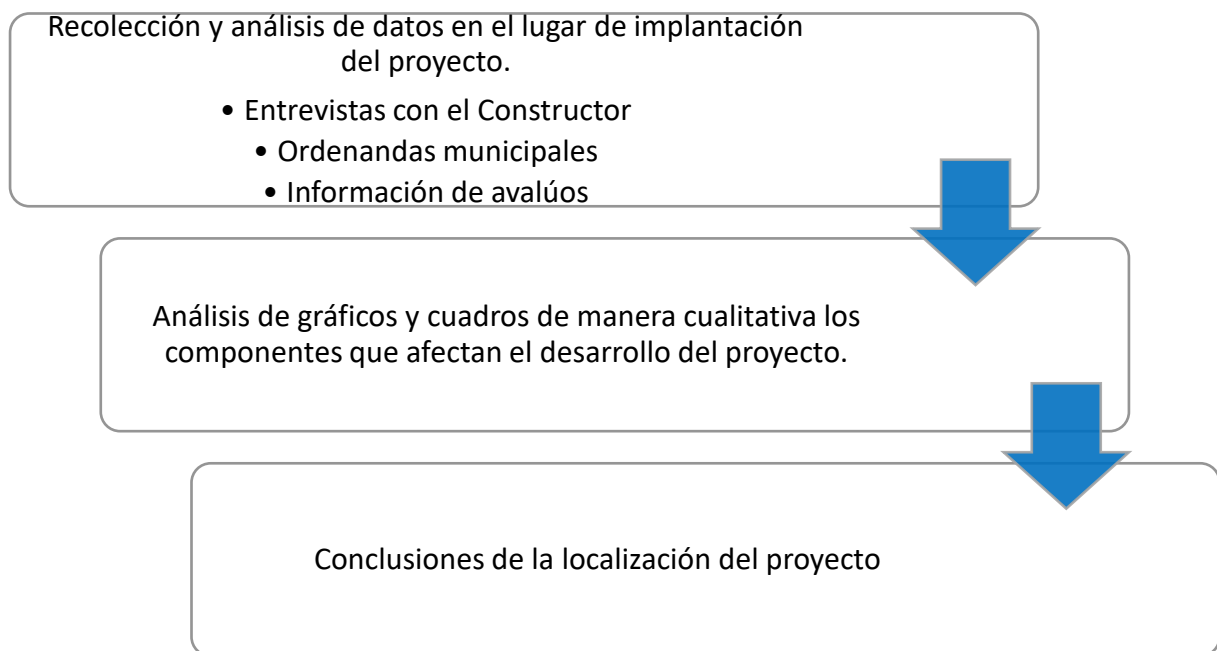 Recolección y análisis de datos en el lugar de implantación
del proyecto.
• Entrevistas con el Constructor
• Ordenandas municipales
• Información de avalúos
Análisis de gráficos y cuadros de manera cualitativa los
componentes que afectan el desarrollo del proyecto.
Conclusiones de la localización del proyecto